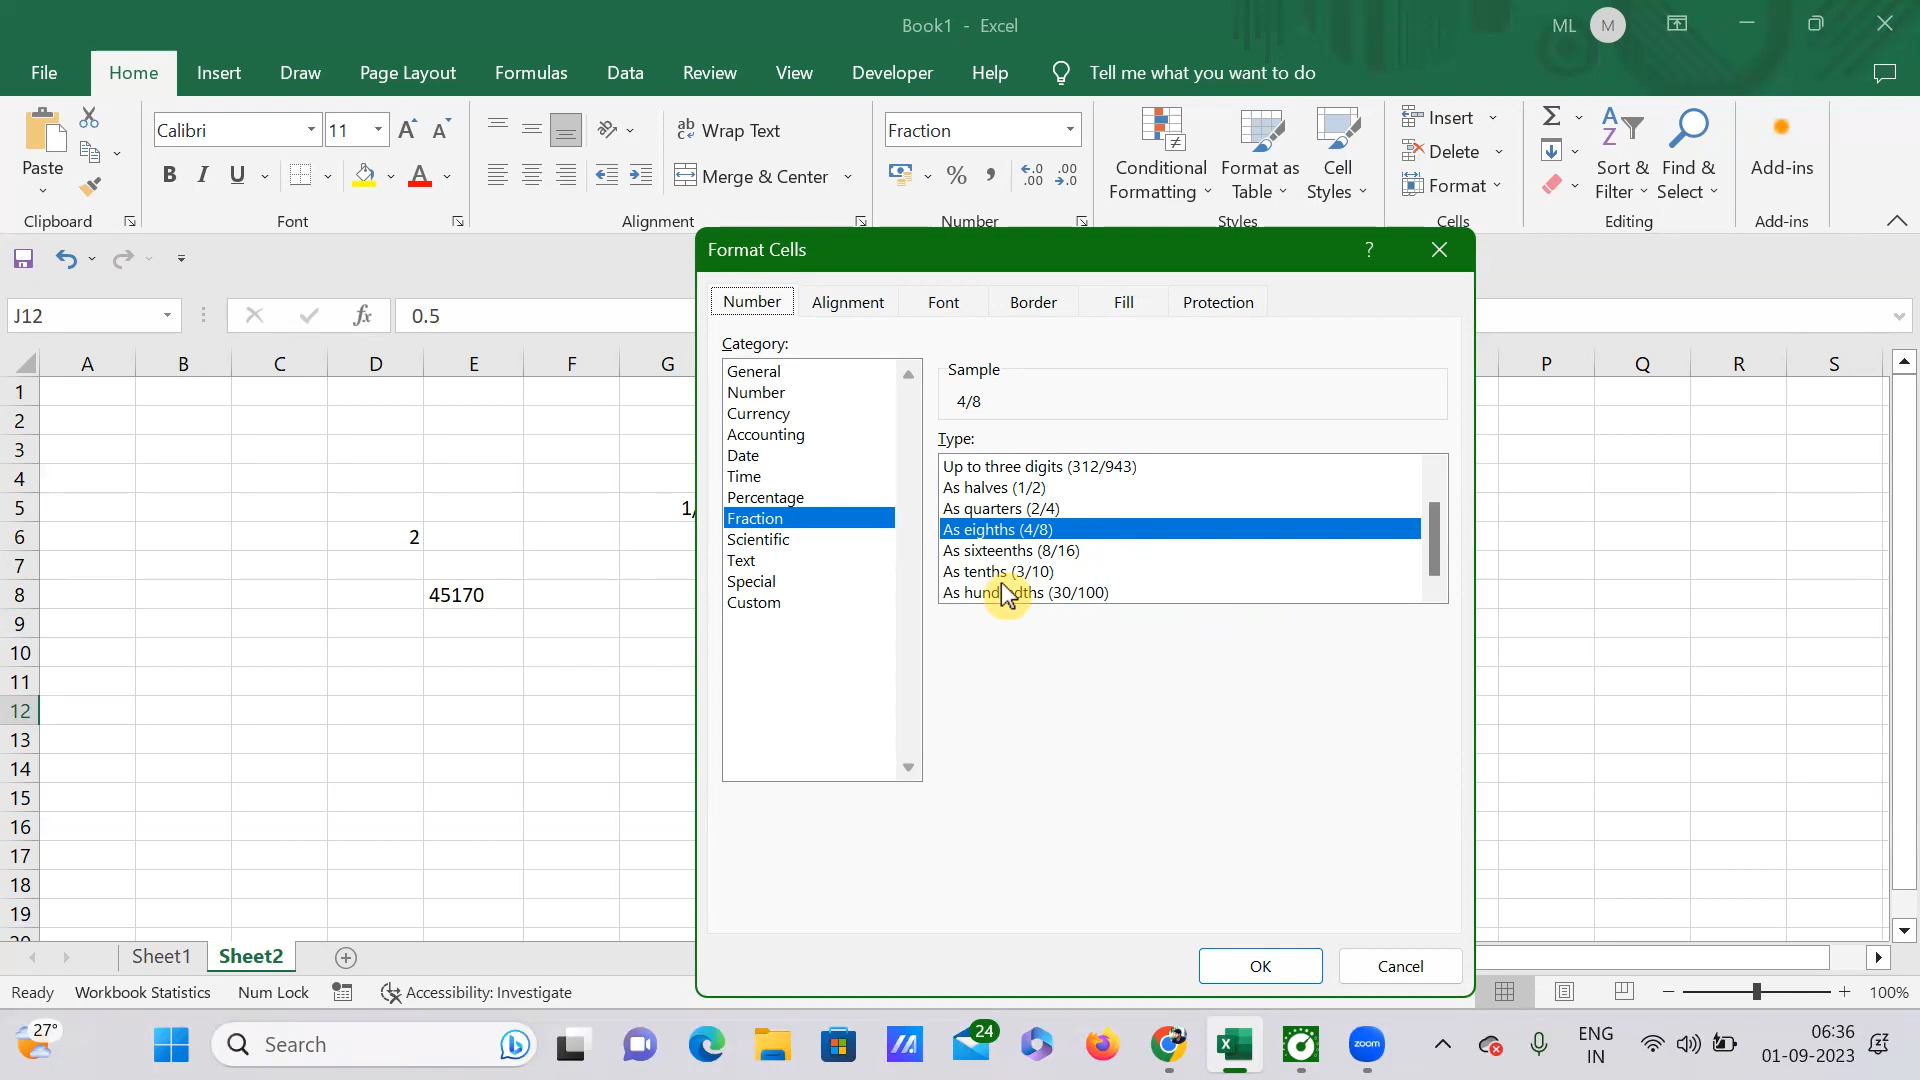 Book1 - Excel
ML M
File Home Insert Draw Page Layout Formulas Data Review View Developer Help Tell me what you want to do
Paste
Clipboard
Calibri 11
B I U
Font
Wrap Text
Merge & Center
Alignment
Fraction
% ,
Number
Conditional Formatting
Format as Table
Cell Styles
Styles
Insert
Delete
Format
Cells
Sort & Filter
Find & Select
Editing
Add-ins
Add-ins
J12 fx 0.5
A B C D E F G P Q R S
1
2
3
4
5 1/
6 2
7
8 45170
9
10
11
12
13
14
15
16
17
18
19
Format Cells ?
Number Alignment Font Border Fill Protection
Category:
General
Number
Currency
Accounting
Date
Time
Percentage
Fraction
Scientific
Text
Special
Custom
Sample
4/8
Type:
Up to three digits (312/943)
As halves (1/2)
As quarters (2/4)
As eighths (4/8)
As sixteenths (8/16)
As tenths (3/10)
As hundredths (30/100)
OK Cancel
Sheet1 Sheet2
Ready Workbook Statistics Num Lock Accessibility: Investigate 100%
27° Search 24 zoom ENG IN 06:36 01-09-2023